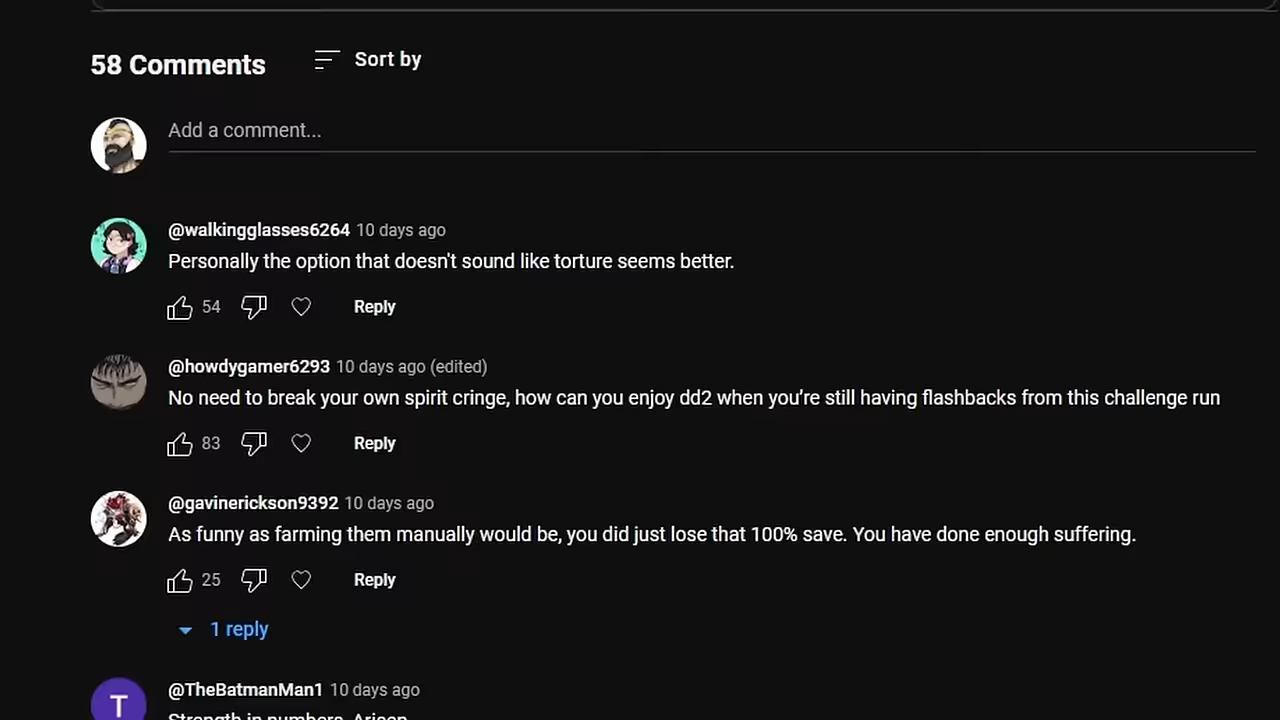 58 Comments
Sort by
Add a comment...
@walkingglasses6264 10 days ago
Personally the option that doesn't sound like torture seems better.
54
Reply
@howdygamer6293 10 days ago (edited)
No need to break your own spirit cringe, how can you enjoy dd2 when you’re still having flashbacks from this challenge run
83
Reply
@gavinerickson9392 10 days ago
As funny as farming them manually would be, you did just lose that 100% save. You have done enough suffering.
25
Reply
1 reply
T
@TheBatmanMan1 10 days ago
Strength in numbers, Arisen